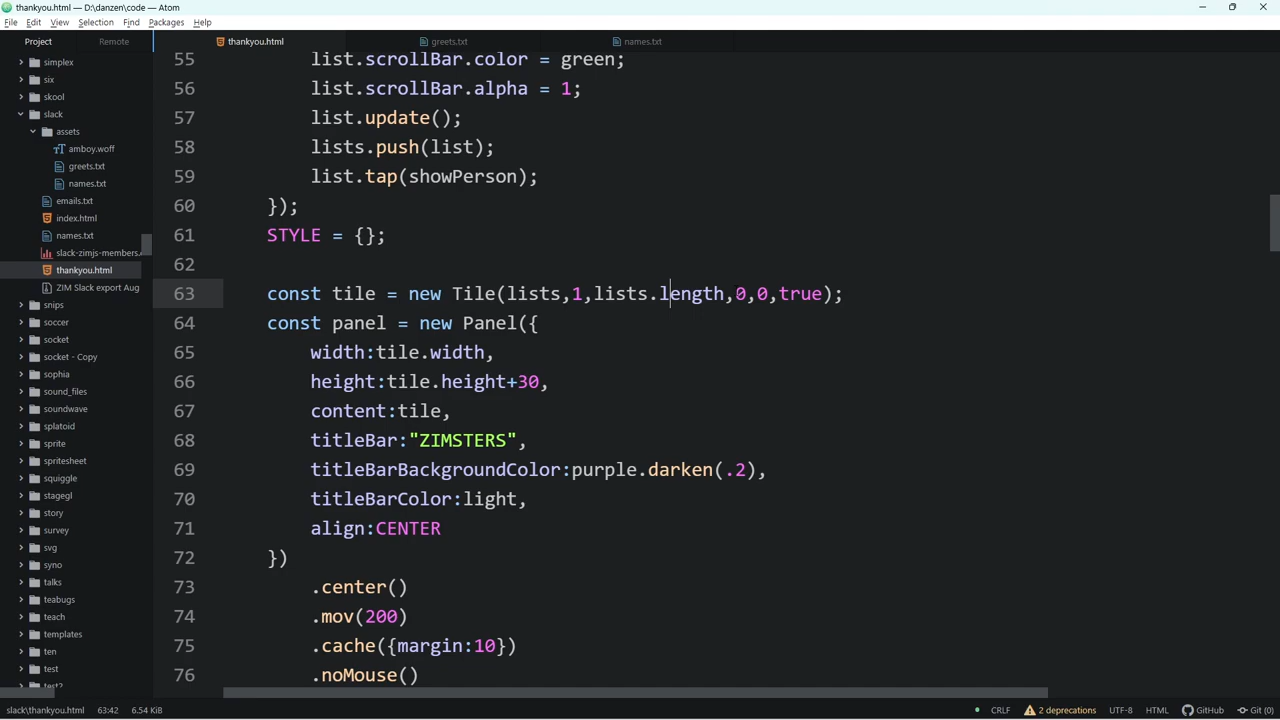 thankyou.html — D:\danzen\code — Atom
File Edit View Selection Find Packages Help
Project Remote thankyou.html greets.txt names.txt
simplex
six
skool
slack
assets
amboy.woff
greets.txt
names.txt
emails.txt
index.html
names.txt
slack-zimjs-members.
thankyou.html
ZIM Slack export Aug
snips
soccer
socket
socket - Copy
sophia
sound_files
soundwave
splatoid
sprite
spritesheet
squiggle
stagegl
story
survey
svg
syno
talks
teabugs
teach
templates
ten
test
test2
55 list.scrollBar.color = green;
56 list.scrollBar.alpha = 1;
57 list.update();
58 lists.push(list);
59 list.tap(showPerson);
60 });
61 STYLE = {};
62
63 const tile = new Tile(lists,1,lists.length,0,0,true);
64 const panel = new Panel({
65 width:tile.width,
66 height:tile.height+30,
67 content:tile,
68 titleBar:"ZIMSTERS",
69 titleBarBackgroundColor:purple.darken(.2),
70 titleBarColor:light,
71 align:CENTER
72 })
73 .center()
74 .mov(200)
75 .cache({margin:10})
76 .noMouse()
slack\thankyou.html 63:42 6.54 KiB CRLF 2 deprecations UTF-8 HTML GitHub Git (0)